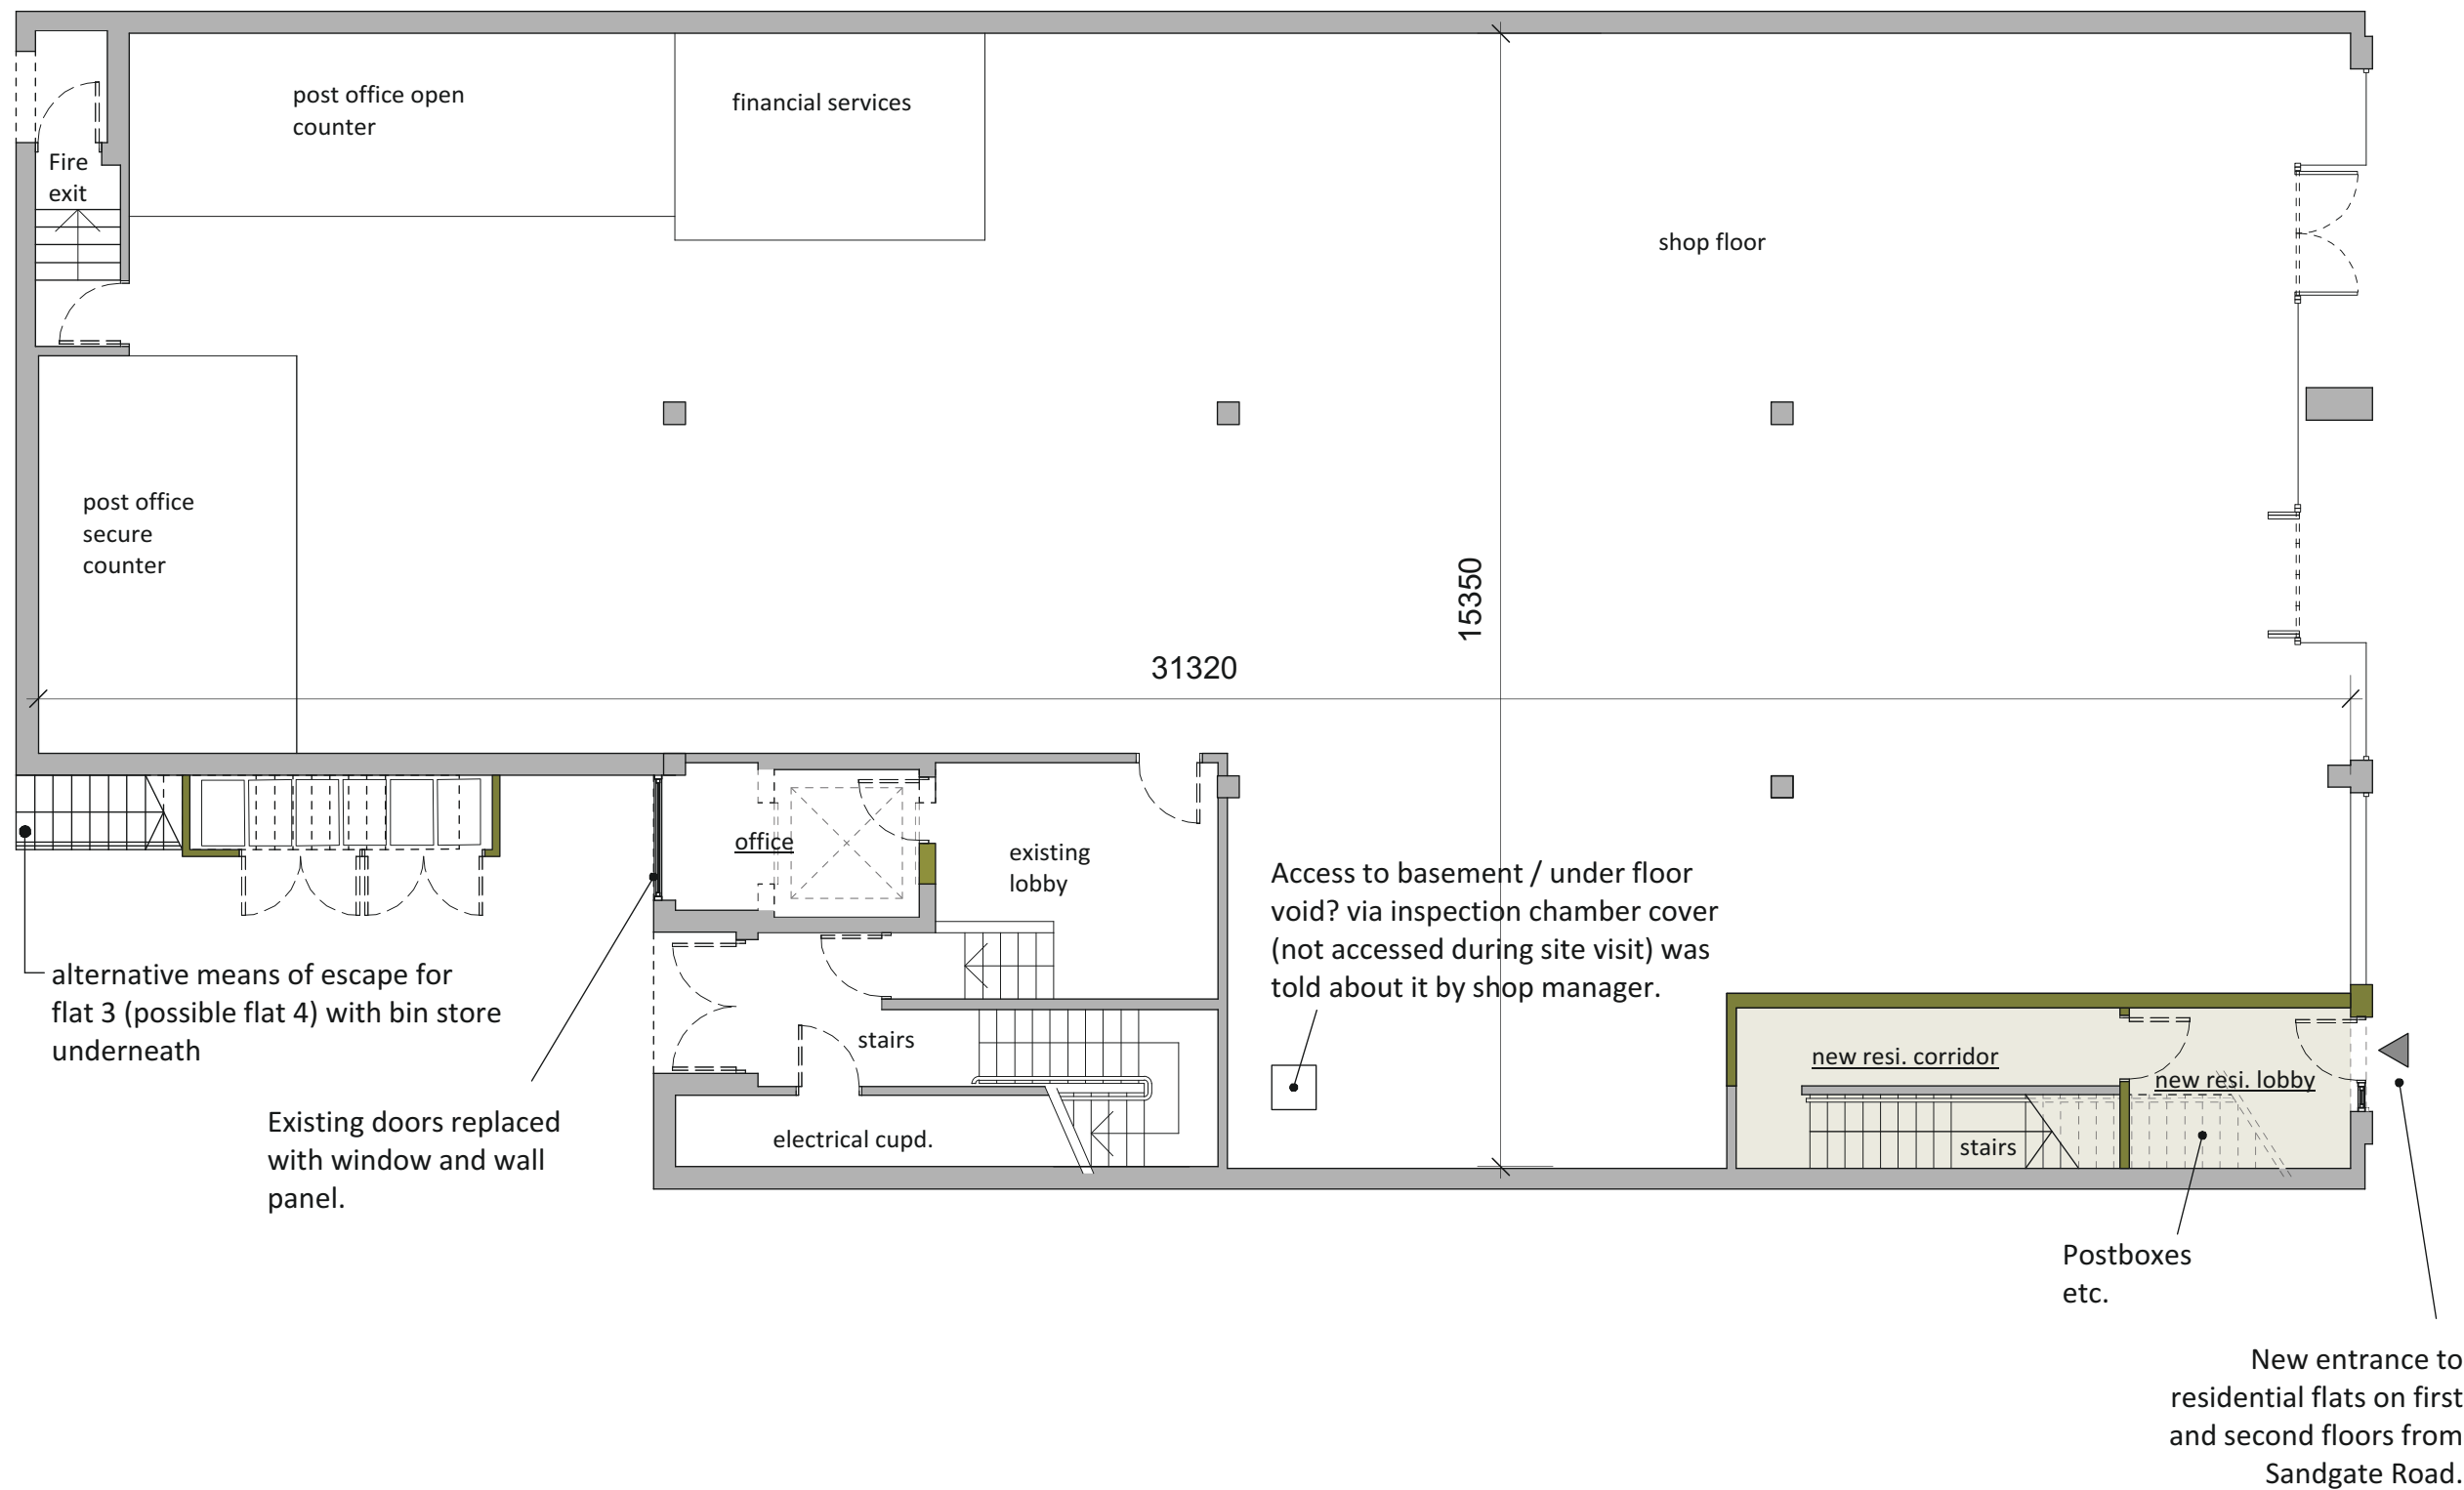 post office open
counter
financial services
Fire
exit
shop floor
post office
secure
counter
15350
31320
office
existing
lobby
Access to basement / under floor
void? via inspection chamber cover
(not accessed during site visit) was
told about it by shop manager.
alternative means of escape for
flat 3 (possible flat 4) with bin store
underneath
stairs
new resi. corridor
new resi. lobby
Existing doors replaced
with window and wall
panel.
electrical cupd.
stairs
Postboxes
etc.
New entrance to
residential flats on first
and second floors from
Sandgate Road.